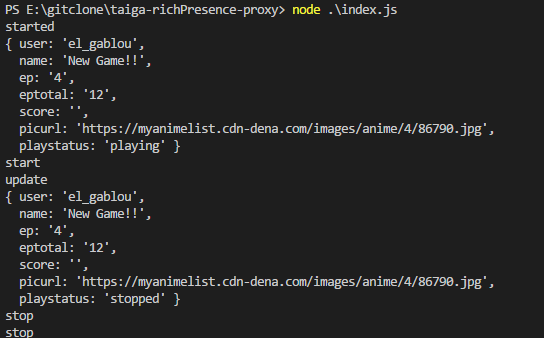 PS E:\gitclone\taiga-richPresence-proxy> node .\index.js
started
{ user: 'el_gablou',
  name: 'New Game!!',
  ep: '4',
  eptotal: '12',
  score: '',
  picurl: 'https://myanimelist.cdn-dena.com/images/anime/4/86790.jpg',
  playstatus: 'playing' }
start
update
{ user: 'el_gablou',
  name: 'New Game!!',
  ep: '4',
  eptotal: '12',
  score: '',
  picurl: 'https://myanimelist.cdn-dena.com/images/anime/4/86790.jpg',
  playstatus: 'stopped' }
stop
stop